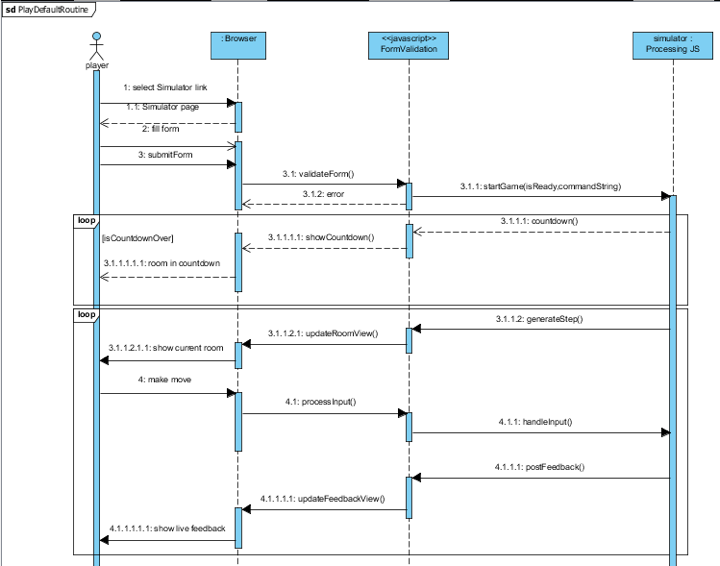 sd PlayDefaultRoutine
player
: Browser
<<javascript>>
FormValidation
simulator :
Processing JS
1: select Simulator link
1.1: Simulator page
2: fill form
3: submitForm
3.1: validateForm()
3.1.2: error
3.1.1: startGame(isReady,commandString)
loop
[isCountdownOver]
3.1.1.1: countdown()
3.1.1.1.1: showCountdown()
3.1.1.1.1.1: room in countdown
loop
3.1.1.2: generateStep()
3.1.1.2.1: updateRoomView()
3.1.1.2.1.1: show current room
4: make move
4.1: processInput()
4.1.1: handleInput()
4.1.1.1: postFeedback()
4.1.1.1.1: updateFeedbackView()
4.1.1.1.1.1: show live feedback